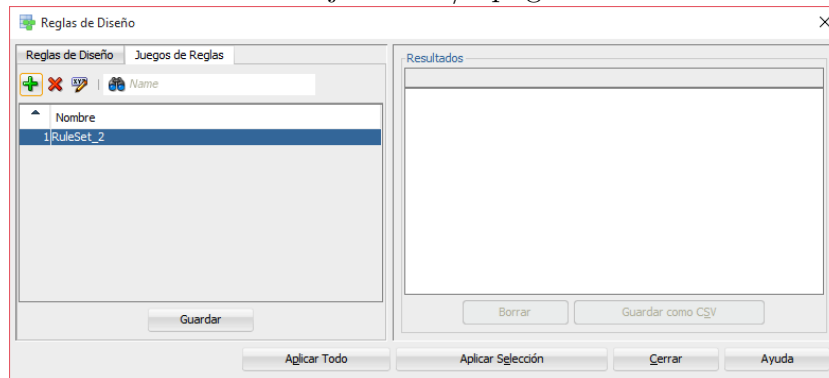 Reglas de Diseño
Reglas de Diseño Juegos de Reglas
Name
Nombre
1 RuleSet_2
Guardar
Resultados
Borrar Guardar como CSV
Aplicar Todo Aplicar Selección Cerrar Ayuda